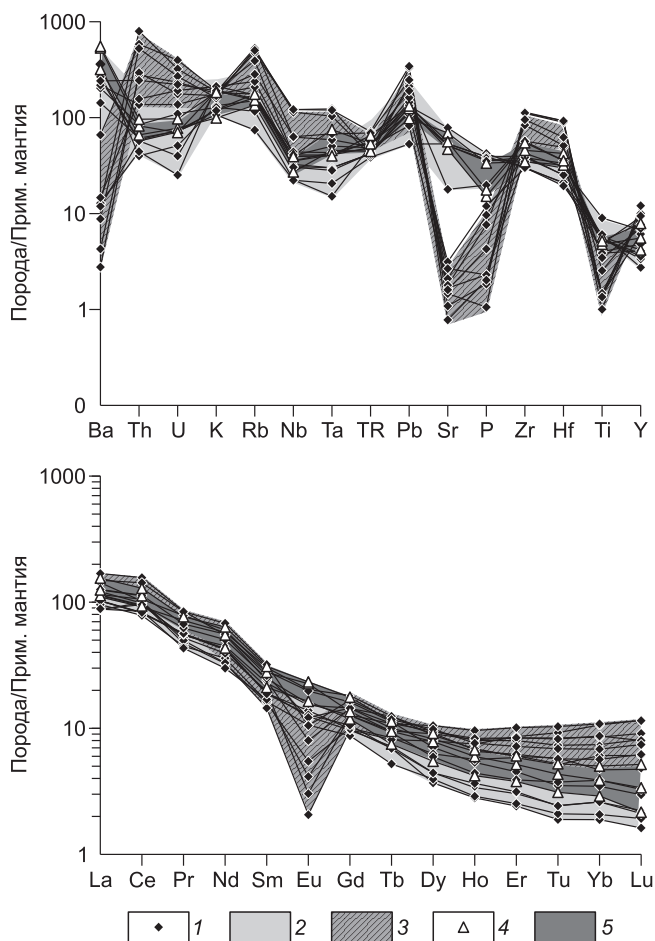 1000
100
10
1
0
Порода/Прим. мантия
Ba Th U K Rb Nb Ta TR Pb Sr P Zr Hf Ti Y
1000
100
10
1
Порода/Прим. мантия
La Ce Pr Nd Sm Eu Gd Tb Dy Ho Er Tu Yb Lu
1 2 3 4 5